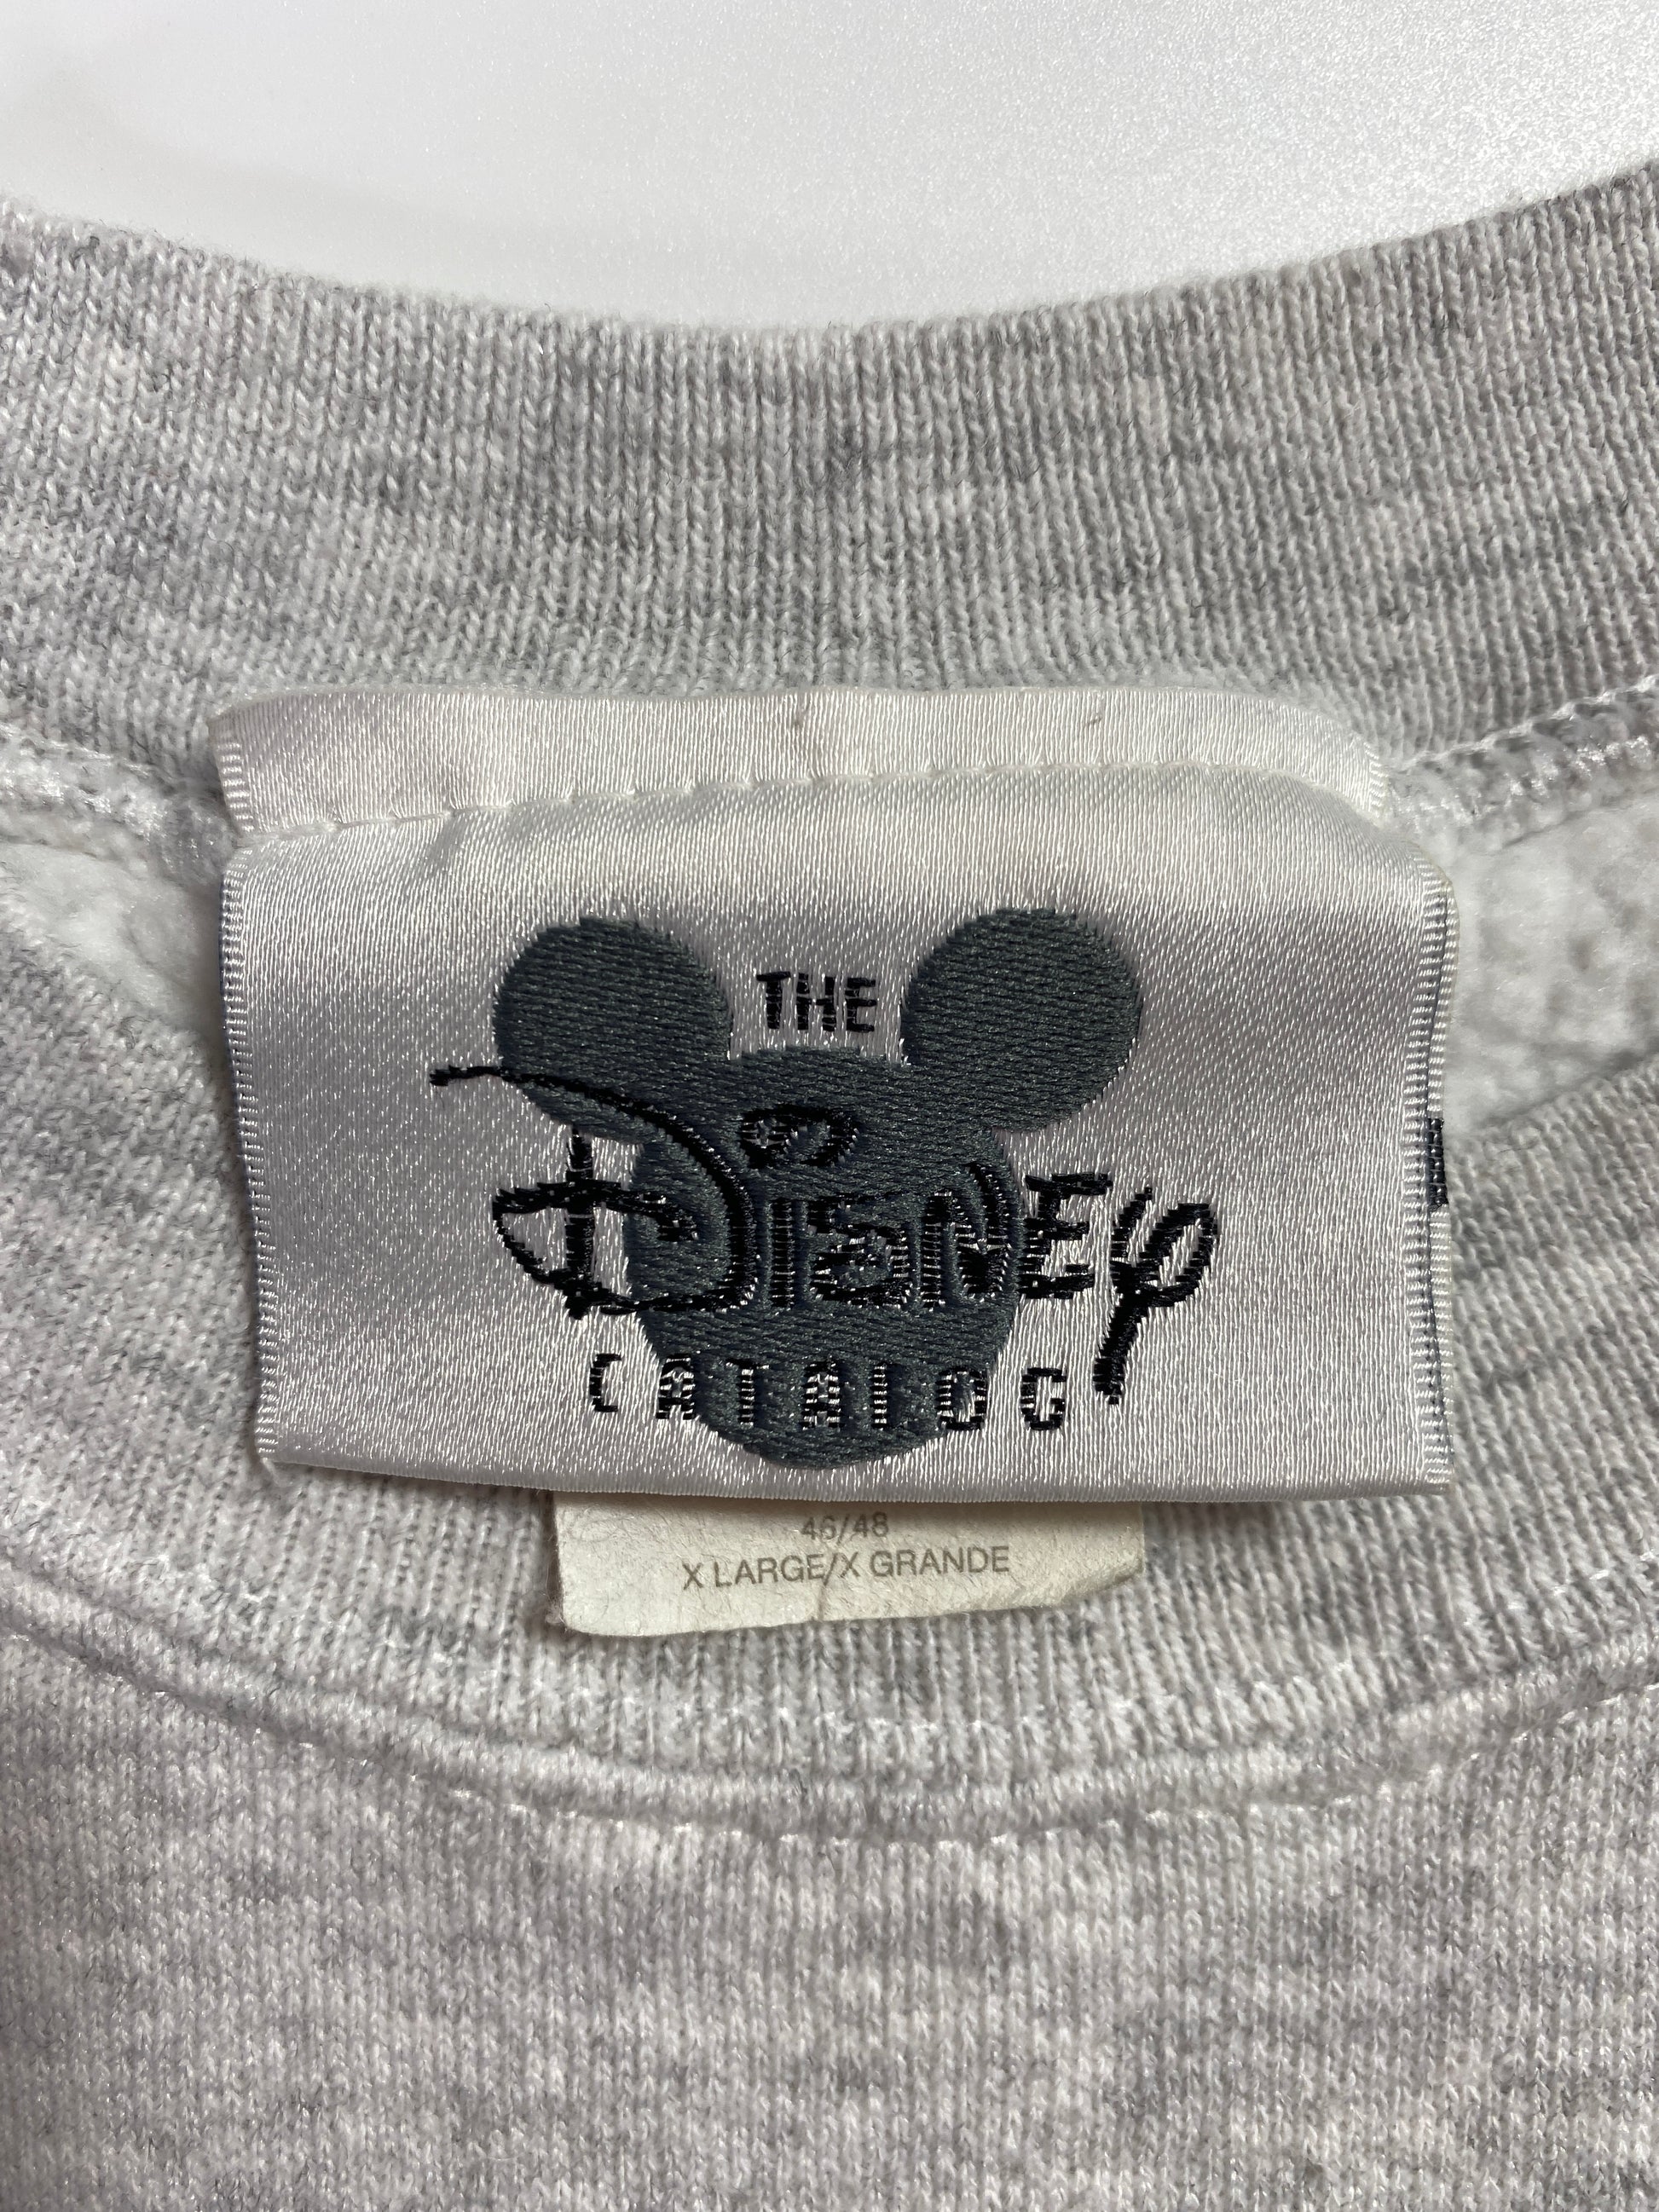 THE
Disney
CATALOG
46/48
X LARGE/X GRANDE